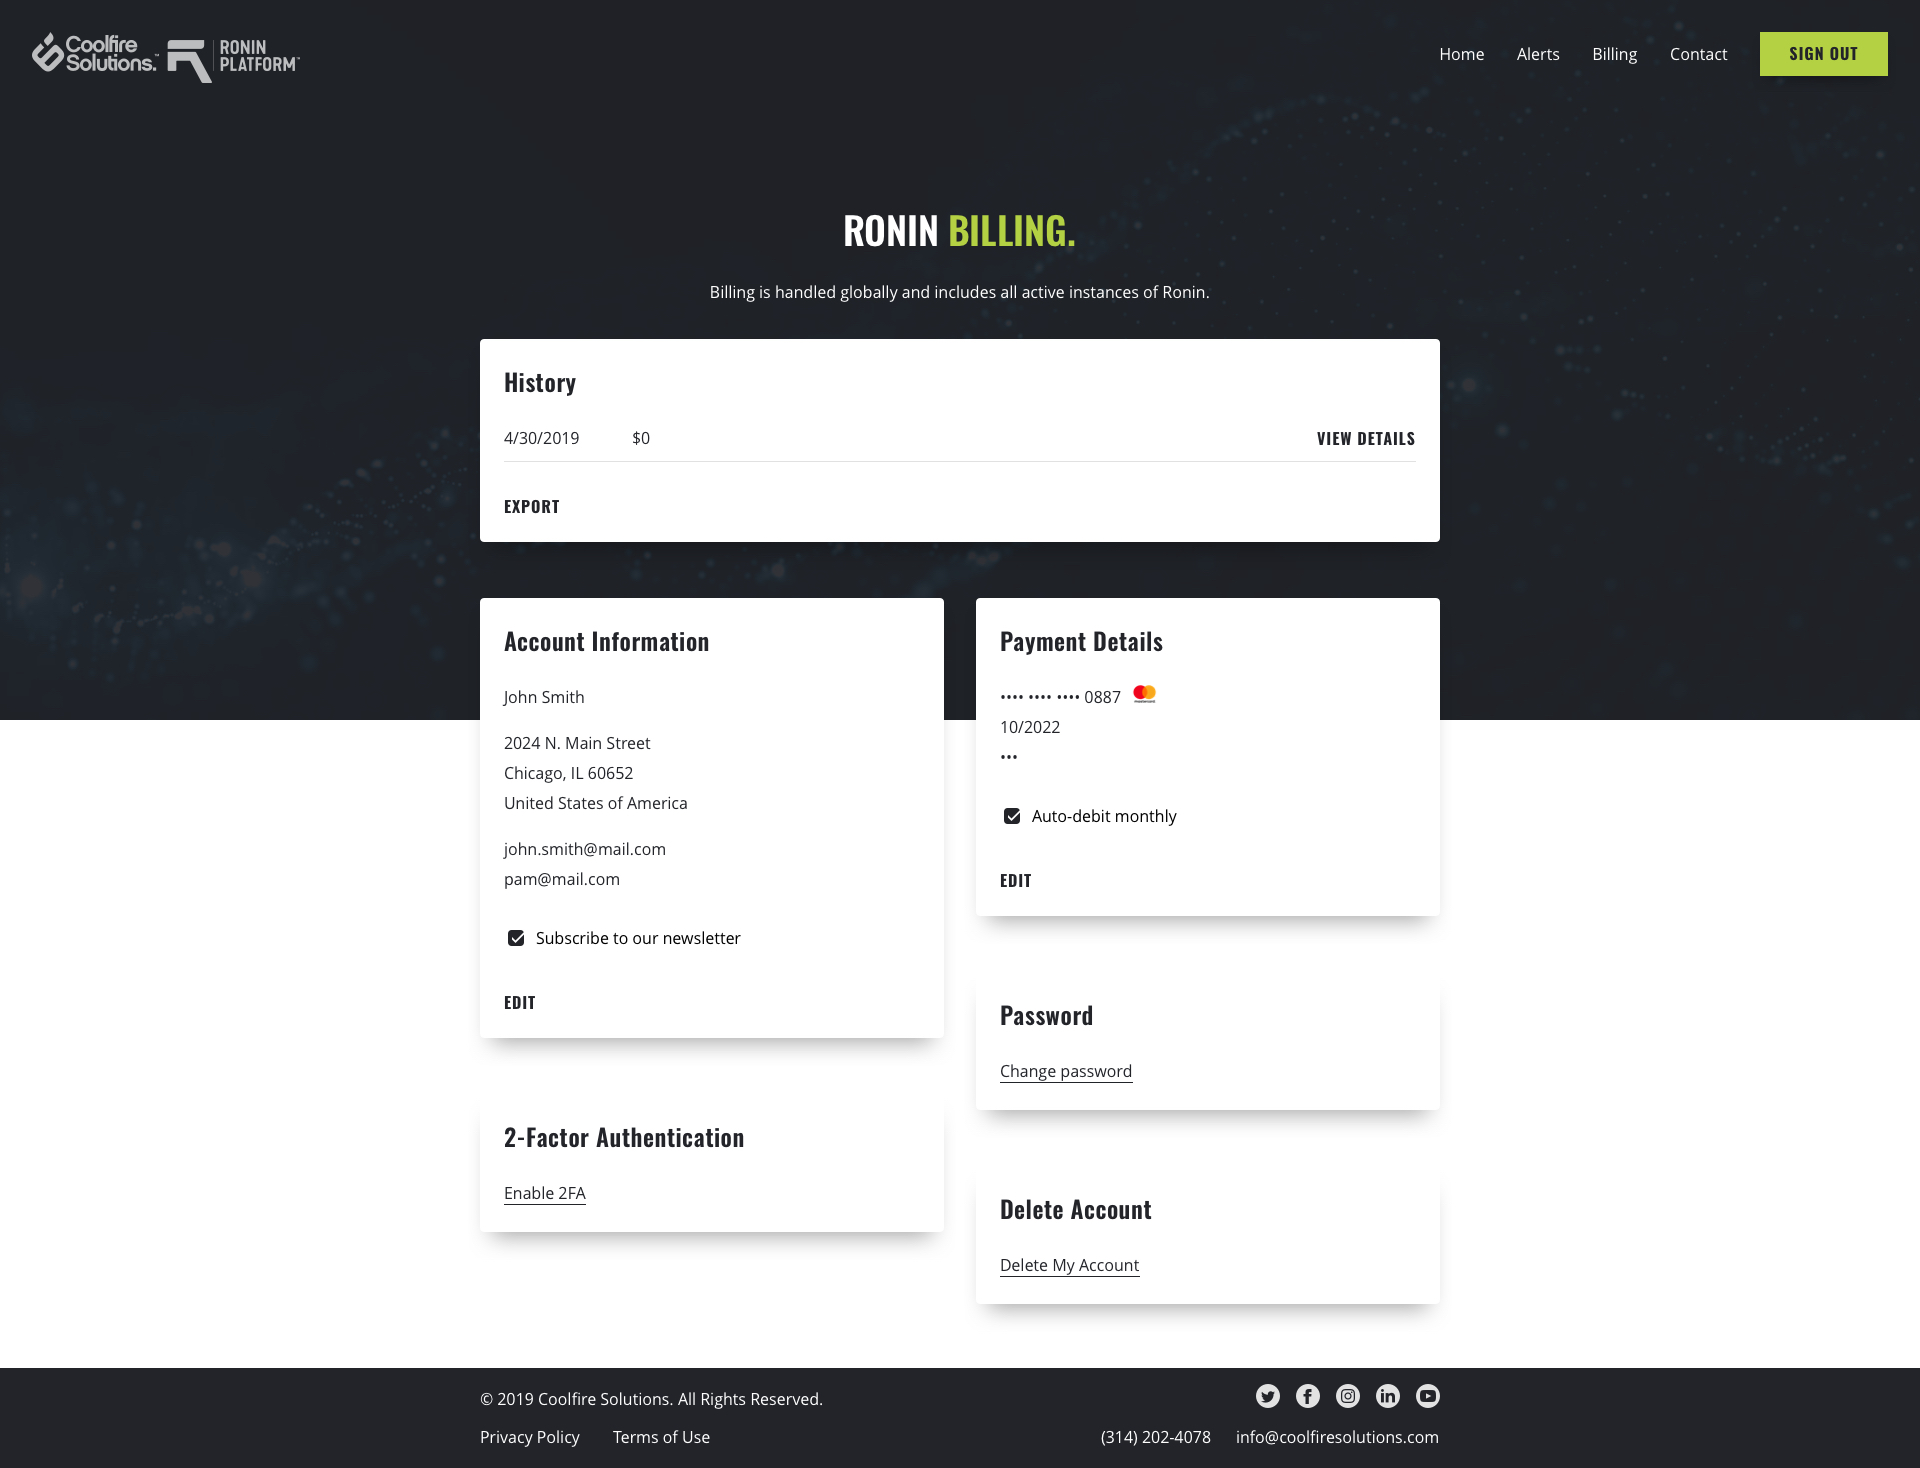 Coolfire
Solutions.™
RONIN
PLATFORM™
Home Alerts Billing Contact SIGN OUT
RONIN BILLING.
Billing is handled globally and includes all active instances of Ronin.
History
4/30/2019 $0 VIEW DETAILS
EXPORT
Account Information
John Smith
2024 N. Main Street
Chicago, IL 60652
United States of America
john.smith@mail.com
pam@mail.com
Subscribe to our newsletter
EDIT
2-Factor Authentication
Enable 2FA
Payment Details
•••• •••• •••• 0887 mastercard
10/2022
•••
Auto-debit monthly
EDIT
Password
Change password
Delete Account
Delete My Account
© 2019 Coolfire Solutions. All Rights Reserved.
Privacy Policy Terms of Use
(314) 202-4078 info@coolfiresolutions.com